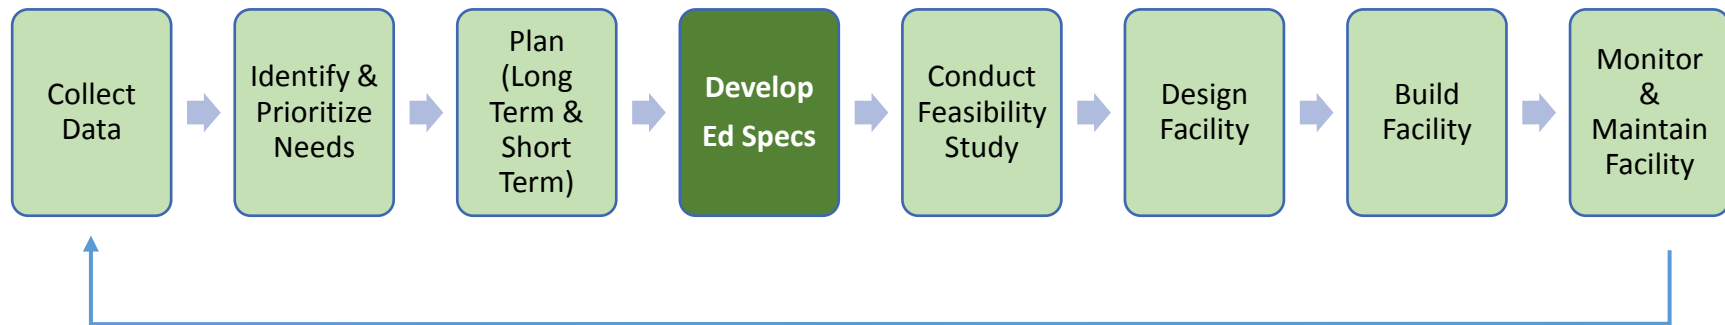 Collect
Data
Identify &
Prioritize
Needs
Plan
(Long
Term &
Short
Term)
Develop
Ed Specs
Conduct
Feasibility
Study
Design
Facility
Build
Facility
Monitor
&
Maintain
Facility